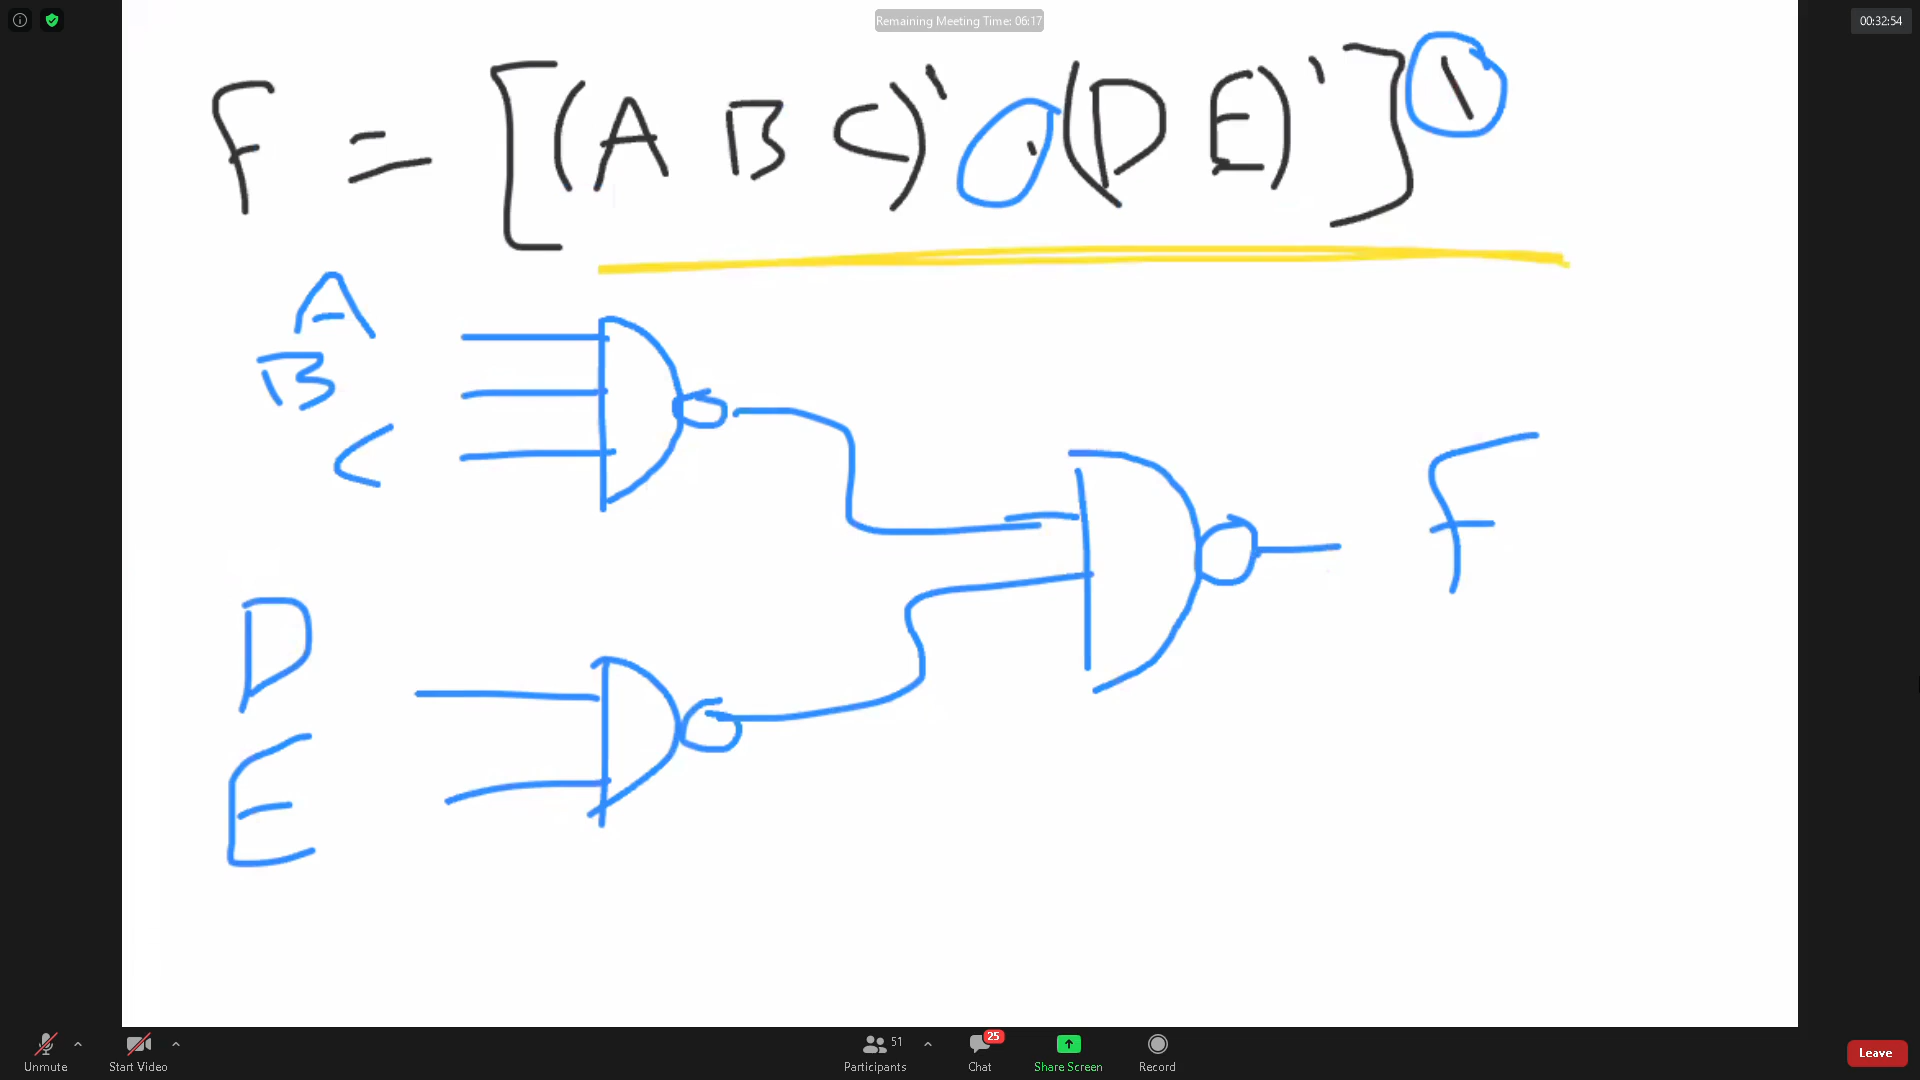 Remaining Meeting Time: 06:17
00:32:54
F = [(A B C)' · (D E)']'
A
B
C
F
D
E
Unmute
Start Video
51
Participants
25
Chat
Share Screen
Record
Leave